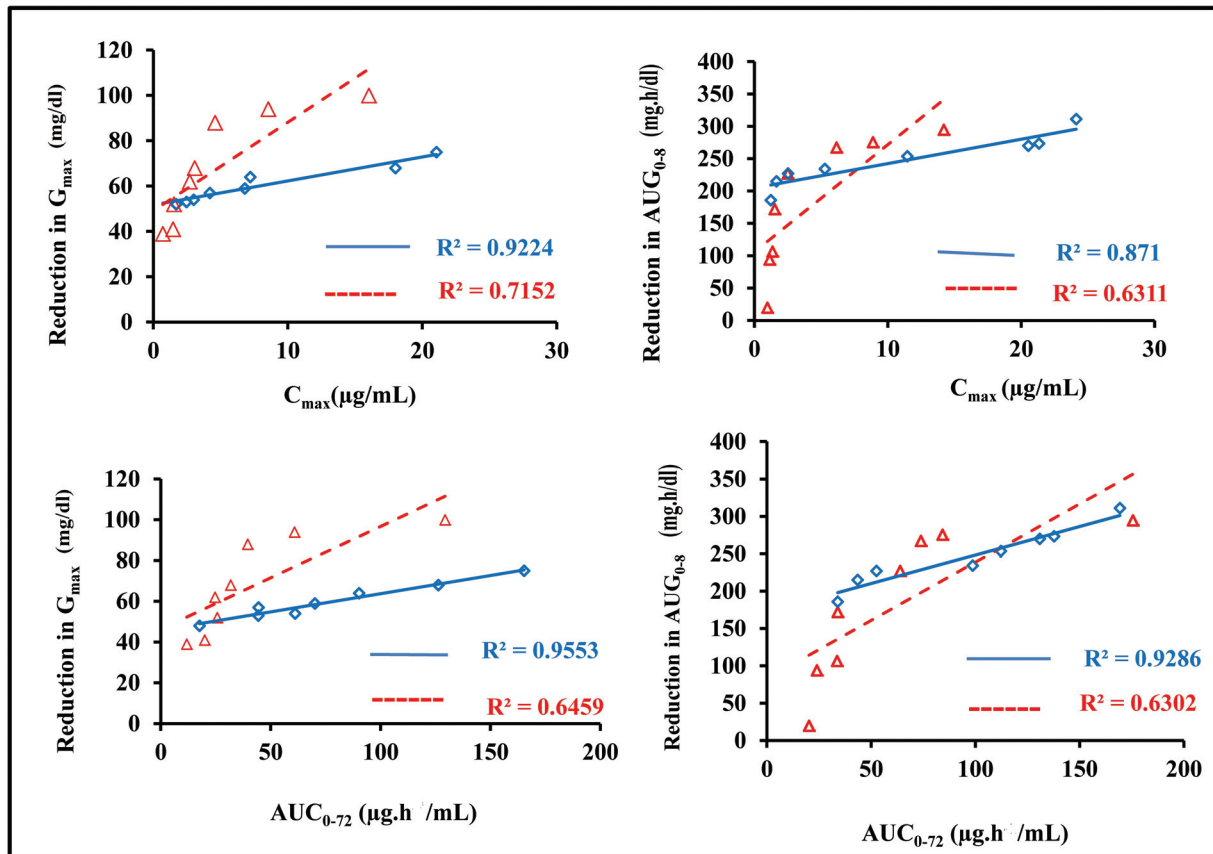 Reduction in Gmax (mg/dl)
120
100
80
60
40
20
0
R² = 0.9224
R² = 0.7152
0 10 20 30
Cmax(µg/mL)
Reduction in AUG0-8 (mg.h/dl)
400
350
300
250
200
150
100
50
0
R² = 0.871
R² = 0.6311
0 10 20 30
Cmax (µg/mL)
Reduction in Gmax (mg/dl)
120
100
80
60
40
20
0
R² = 0.9553
R² = 0.6459
0 50 100 150 200
AUC0-72 (µg.h /mL)
Reduction in AUG0-8 (mg.h/dl)
400
350
300
250
200
150
100
50
0
R² = 0.9286
R² = 0.6302
0 50 100 150 200
AUC0-72 (µg.h /mL)